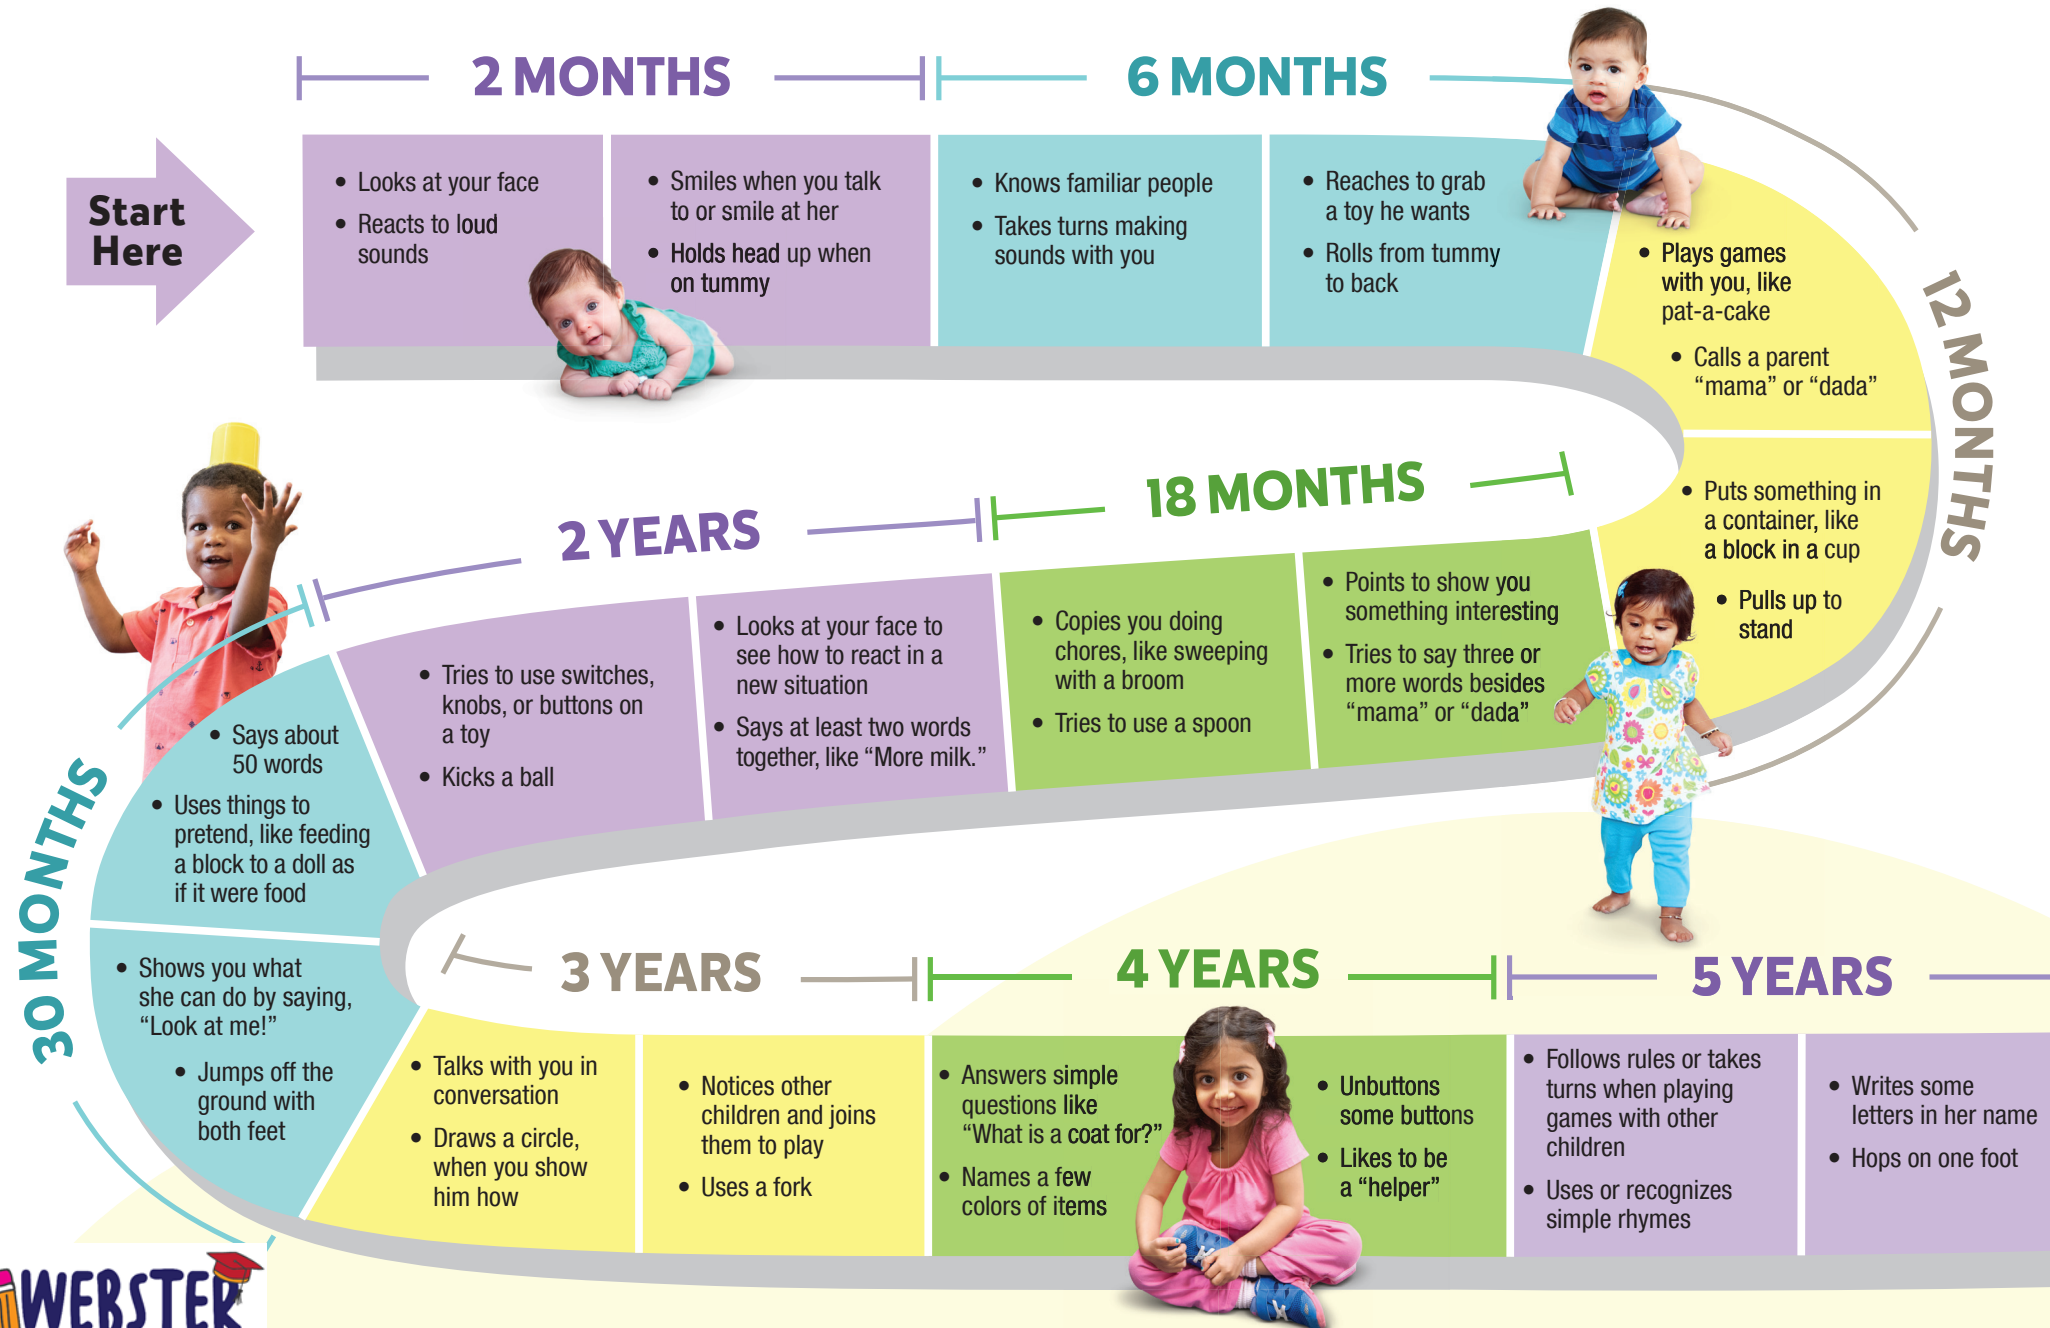 2 MONTHS
6 MONTHS
Start
Here
• Looks at your face
• Reacts to loud
sounds
• Smiles when you talk
to or smile at her
• Holds head up when
on tummy
• Knows familiar people
• Takes turns making
sounds with you
• Reaches to grab
a toy he wants
• Rolls from tummy
to back
12 MONTHS
• Plays games
with you, like
pat-a-cake
• Calls a parent
“mama” or “dada”
• Puts something in
a container, like
a block in a cup
• Pulls up to
stand
18 MONTHS
• Points to show you
something interesting
• Tries to say three or
more words besides
“mama” or “dada”
• Copies you doing
chores, like sweeping
with a broom
• Tries to use a spoon
2 YEARS
• Looks at your face to
see how to react in a
new situation
• Says at least two words
together, like “More milk.”
• Tries to use switches,
knobs, or buttons on
a toy
• Kicks a ball
30 MONTHS
• Says about
50 words
• Uses things to
pretend, like feeding
a block to a doll as
if it were food
• Shows you what
she can do by saying,
“Look at me!”
• Jumps off the
ground with
both feet
3 YEARS
• Talks with you in
conversation
• Draws a circle,
when you show
him how
• Notices other
children and joins
them to play
• Uses a fork
4 YEARS
• Answers simple
questions like
“What is a coat for?”
• Names a few
colors of items
• Unbuttons
some buttons
• Likes to be
a “helper”
5 YEARS
• Follows rules or takes
turns when playing
games with other
children
• Uses or recognizes
simple rhymes
• Writes some
letters in her name
• Hops on one foot
WEBSTER